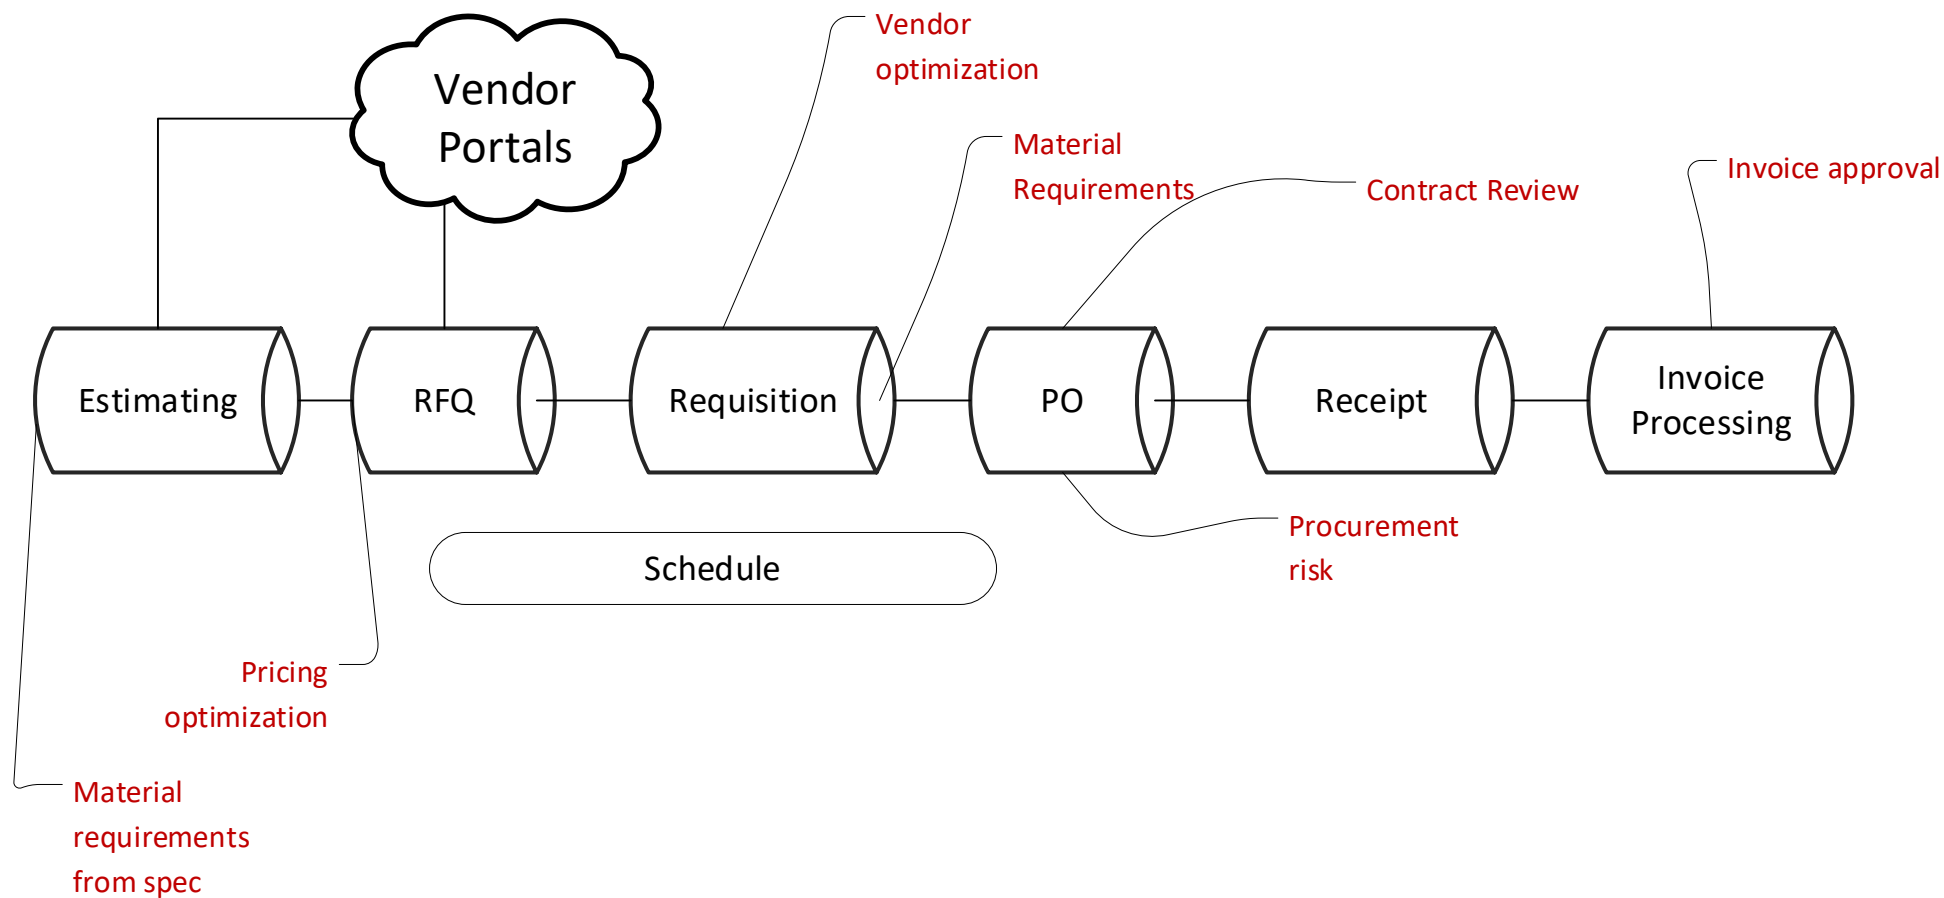 Vendor
optimization
Vendor
Portals
Material
Requirements
Contract Review
Invoice approval
Estimating
RFQ
Requisition
PO
Receipt
Invoice
Processing
Procurement
risk
Schedule
Pricing
optimization
Material
requirements
from spec